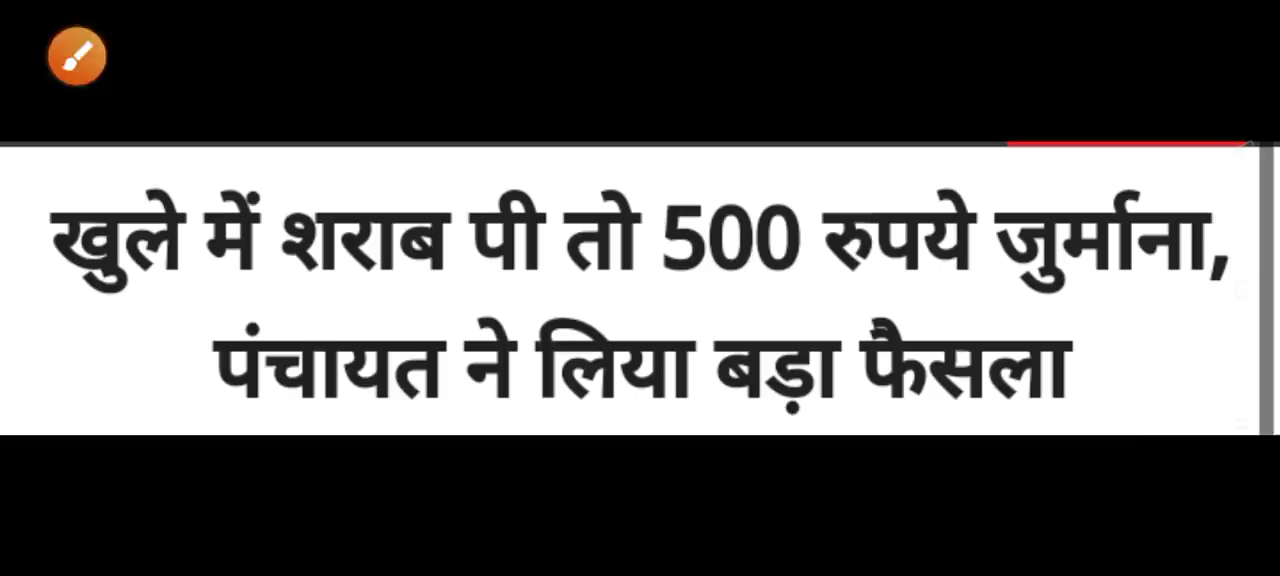 खुले में शराब पी तो 500 रुपये जुर्माना,
पंचायत ने लिया बड़ा फैसला